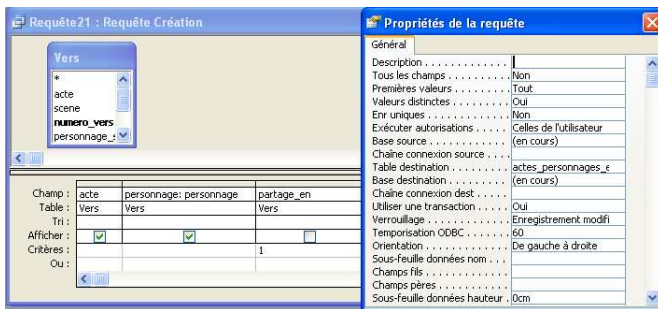 Requête21 : Requête Création
Vers
*
acte
scene
numero_vers
personnage_s
Champ : acte personnage: personnage partage_en
Table : Vers Vers Vers
Tri :
Afficher :
Critères : 1
Ou :
Propriétés de la requête
Général
Description . . . . . . . . . . . . .
Tous les champs . . . . . . . . . . Non
Premières valeurs . . . . . . . . . Tout
Valeurs distinctes . . . . . . . . . Oui
Enr uniques . . . . . . . . . . . . . Non
Exécuter autorisations . . . . . Celles de l'utilisateur
Base source . . . . . . . . . . . . . (en cours)
Chaîne connexion source . . . .
Table destination . . . . . . . . . actes_personnages_e
Base destination . . . . . . . . . . (en cours)
Chaîne connexion dest . . . . .
Utiliser une transaction . . . . . Oui
Verrouillage . . . . . . . . . . . . . Enregistrement modifi
Temporisation ODBC . . . . . . . 60
Orientation . . . . . . . . . . . . . . De gauche à droite
Sous-feuille données nom . . .
Champs fils . . . . . . . . . . . . .
Champs pères . . . . . . . . . . . .
Sous-feuille données hauteur . 0cm